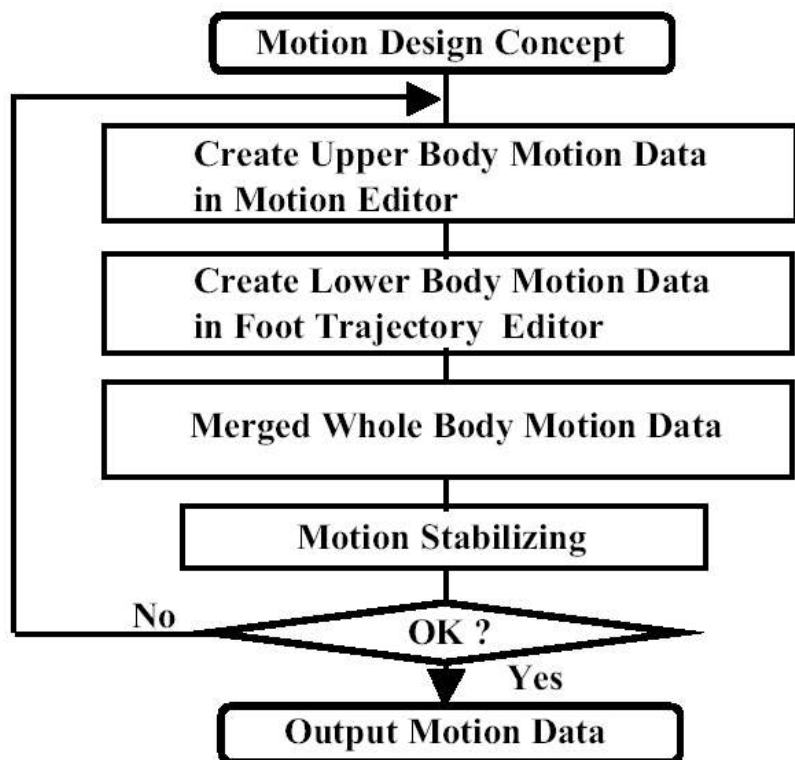 Motion Design Concept
Create Upper Body Motion Data
in Motion Editor
Create Lower Body Motion Data
in Foot Trajectory Editor
Merged Whole Body Motion Data
Motion Stabilizing
No
OK ?
Yes
Output Motion Data